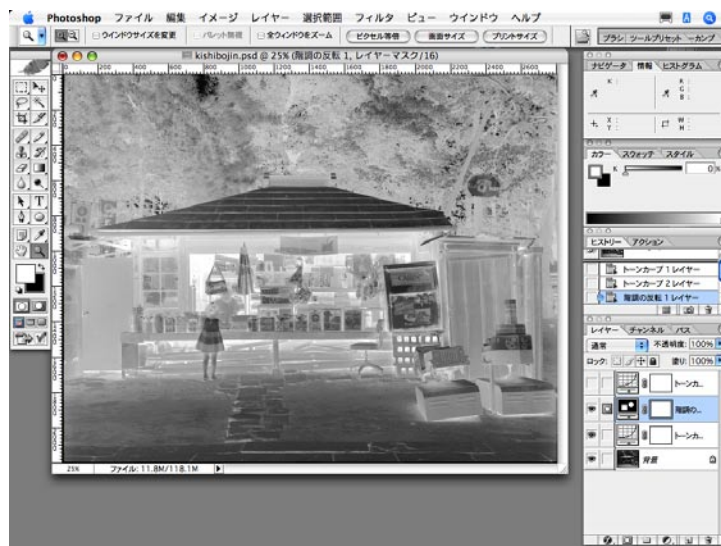 Photoshop ファイル 編集 イメージ レイヤー 選択範囲 フィルタ ビュー ウインドウ ヘルプ
ウインドウサイズを変更 パレット無視 全ウィンドウをズーム ピクセル等倍 画面サイズ プリントサイズ
ブラシ ツールプリセット
kishibojin.psd @ 25% (階調の反転 1, レイヤーマスク/16)
ナビゲータ 情報 ヒストグラム
K : R :
G :
B :
X : W :
Y : H :
カラー スウォッチ スタイル
K 0 %
ヒストリー アクション
トーンカーブ 1 レイヤー
トーンカーブ 2 レイヤー
階調の反転 1 レイヤー
レイヤー チャンネル パス
通常 不透明度: 100%
ロック: 塗り: 100%
トーンカ...
階調の...
トーンカ...
背景
25% ファイル: 11.8M/118.1M